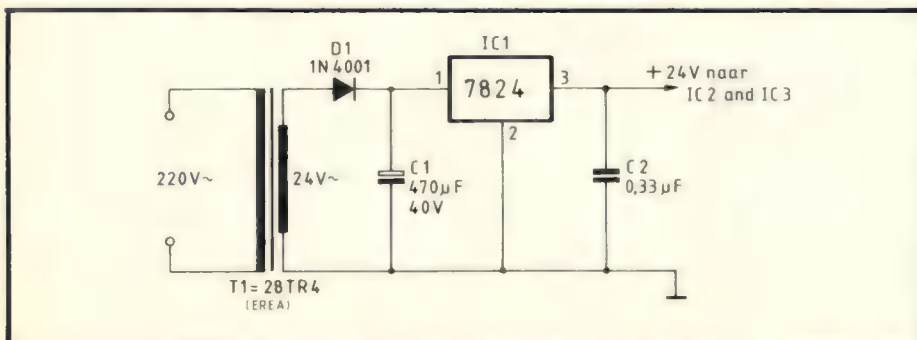 D1
1N4001
IC1
1
7824
3
2
+24V naar
IC2 and IC3
220V~
24V~
C1
470µF
40V
C2
0,33µF
T1=28TR4
(EREA)